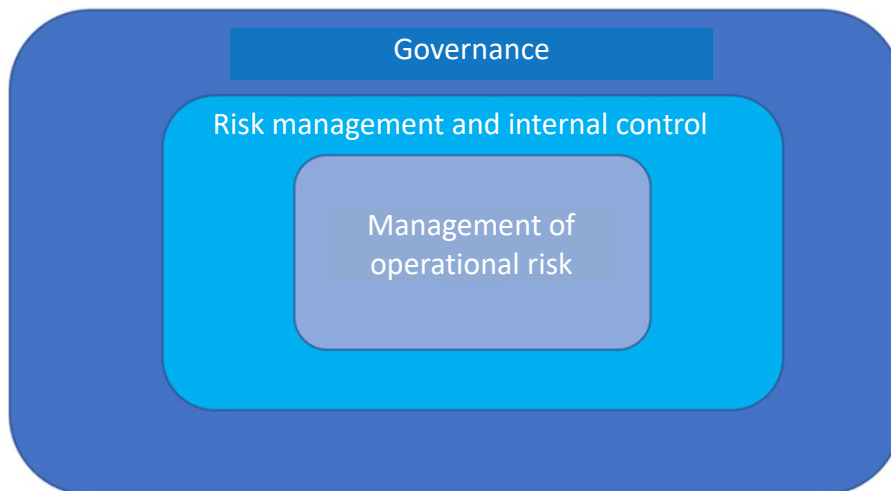 Governance
Risk management and internal control
Management of
operational risk